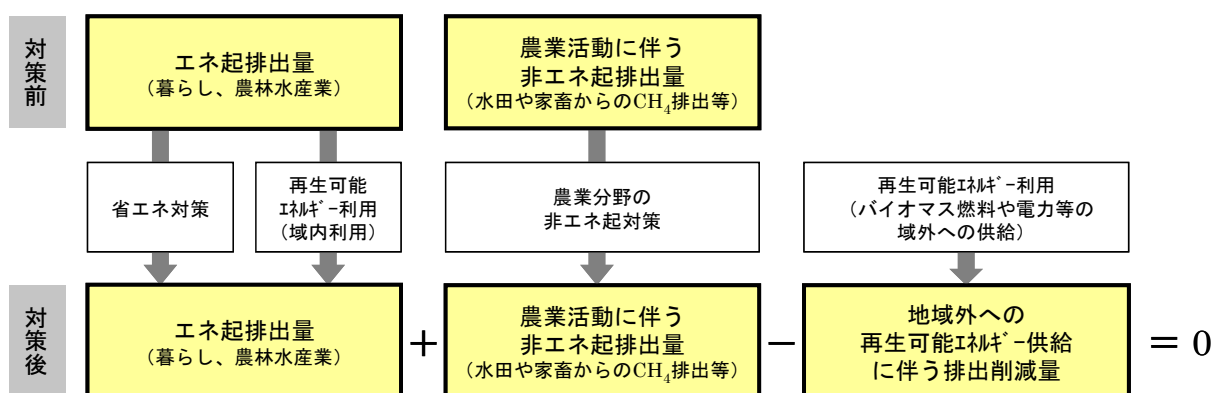 対策前
エネ起排出量
(暮らし、農林水産業)
農業活動に伴う
非エネ起排出量
(水田や家畜からのCH₄排出等)
省エネ対策
再生可能
ｴﾈﾙｷﾞｰ利用
(域内利用)
農業分野の
非エネ起対策
再生可能ｴﾈﾙｷﾞｰ利用
(バイオマス燃料や電力等の
域外への供給)
対策後
エネ起排出量
(暮らし、農林水産業)
+
農業活動に伴う
非エネ起排出量
(水田や家畜からのCH₄排出等)
−
地域外への
再生可能ｴﾈﾙｷﾞｰ供給
に伴う排出削減量
= 0